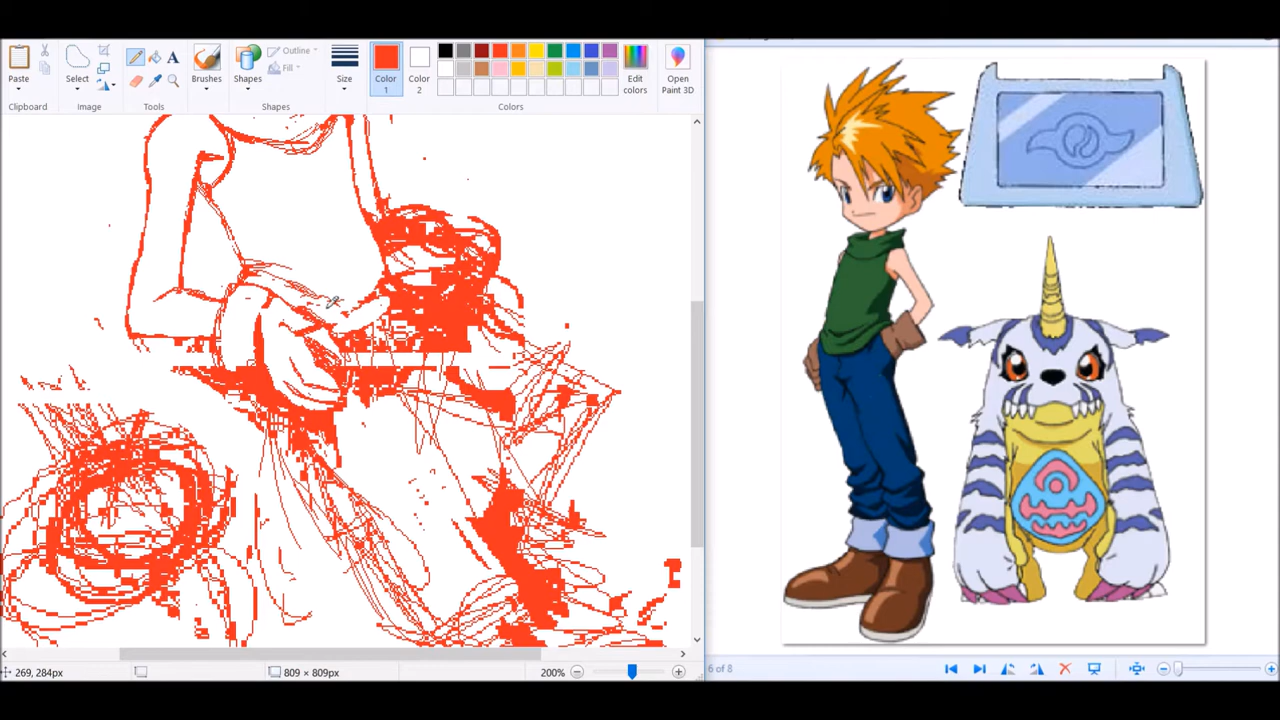 Paste
Select
Brushes
Shapes
Outline
Fill
Size
Color
1
Color
2
Edit
colors
Open
Paint 3D
Clipboard
Image
Tools
Shapes
Colors
269, 284px
809 × 809px
200%
6 of 8